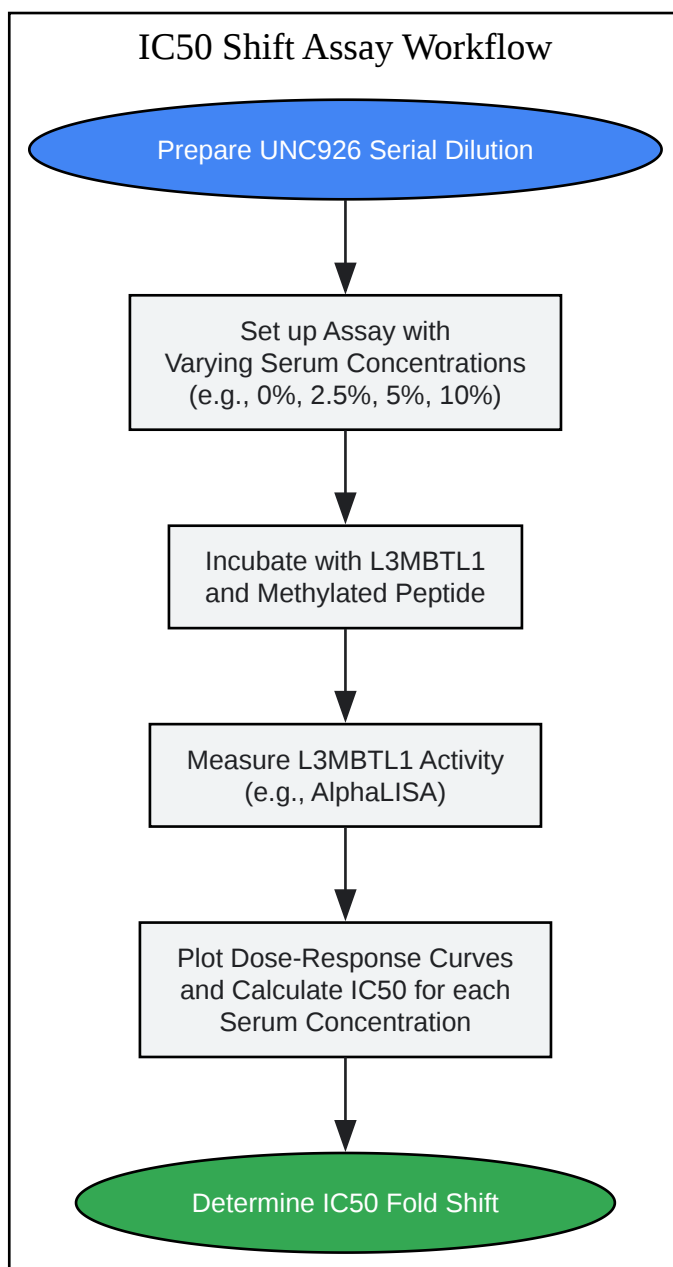 IC50 Shift Assay Workflow
Prepare UNC926 Serial Dilution
Set up Assay with
Varying Serum Concentrations
(e.g., 0%, 2.5%, 5%, 10%)
Incubate with L3MBTL1
and Methylated Peptide
Measure L3MBTL1 Activity
(e.g., AlphaLISA)
Plot Dose-Response Curves
and Calculate IC50 for each
Serum Concentration
Determine IC50 Fold Shift